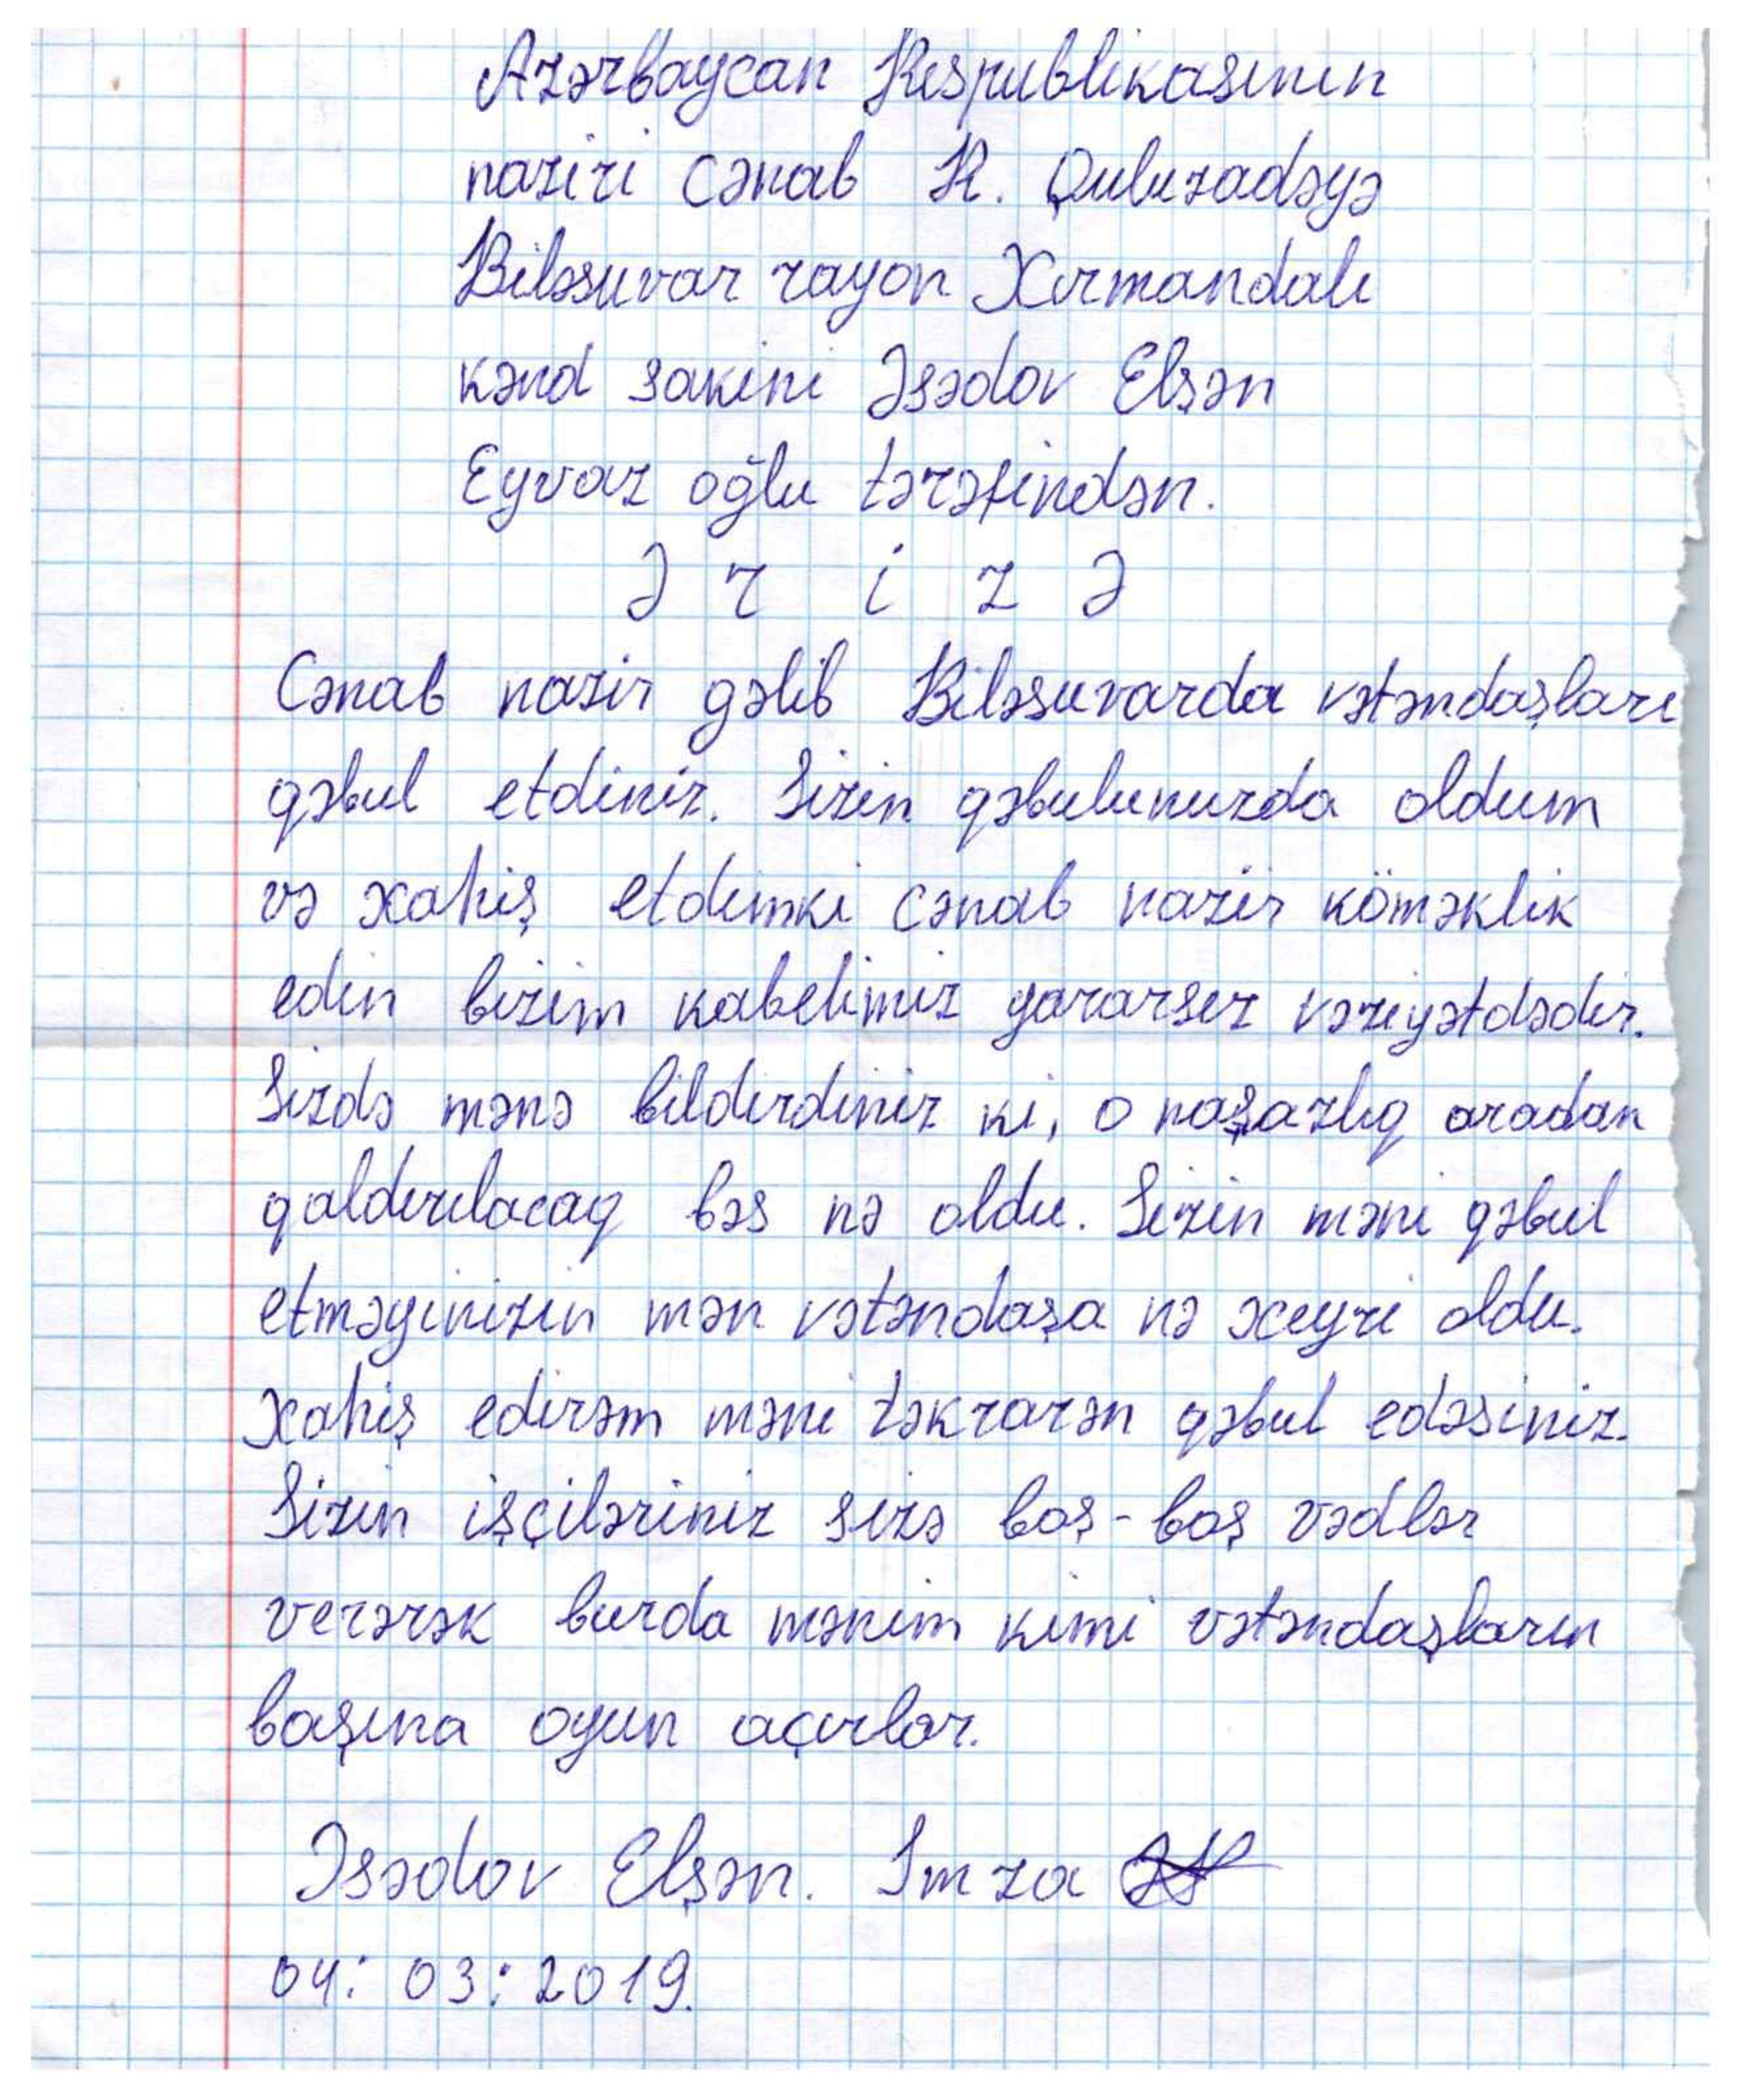 Azərbaycan Respublikasının
naziri cənab R. Quluzadəyə
Biləsuvar rayon Xırmandalı
kənd sakini Əsədov Elşən
Eyvaz oğlu tərəfindən.
Ə r i z ə
Cənab nazir gəlib Biləsuvarda vətəndaşları
qəbul etdiniz. Sizin qəbulunuzda oldum
və xahiş etdimki cənab nazir köməklik
edin bizim kabelimiz yararsız vəziyətdədir.
Sizdə mənə bildirdiniz ki, o nasazlıq aradan
qaldırılacaq bəs nə oldu. Sizin məni qəbul
etməyinizin mən vətəndaşa nə xeyri oldu.
Xahiş edirəm məni təkrarən qəbul edəsiniz.
Sizin işçiləriniz sizə boş-boş vədlər
verərək burda mənim kimi vətəndaşların
başına oyun açırlar.
Əsədov Elşən. Imza
04: 03: 2019.